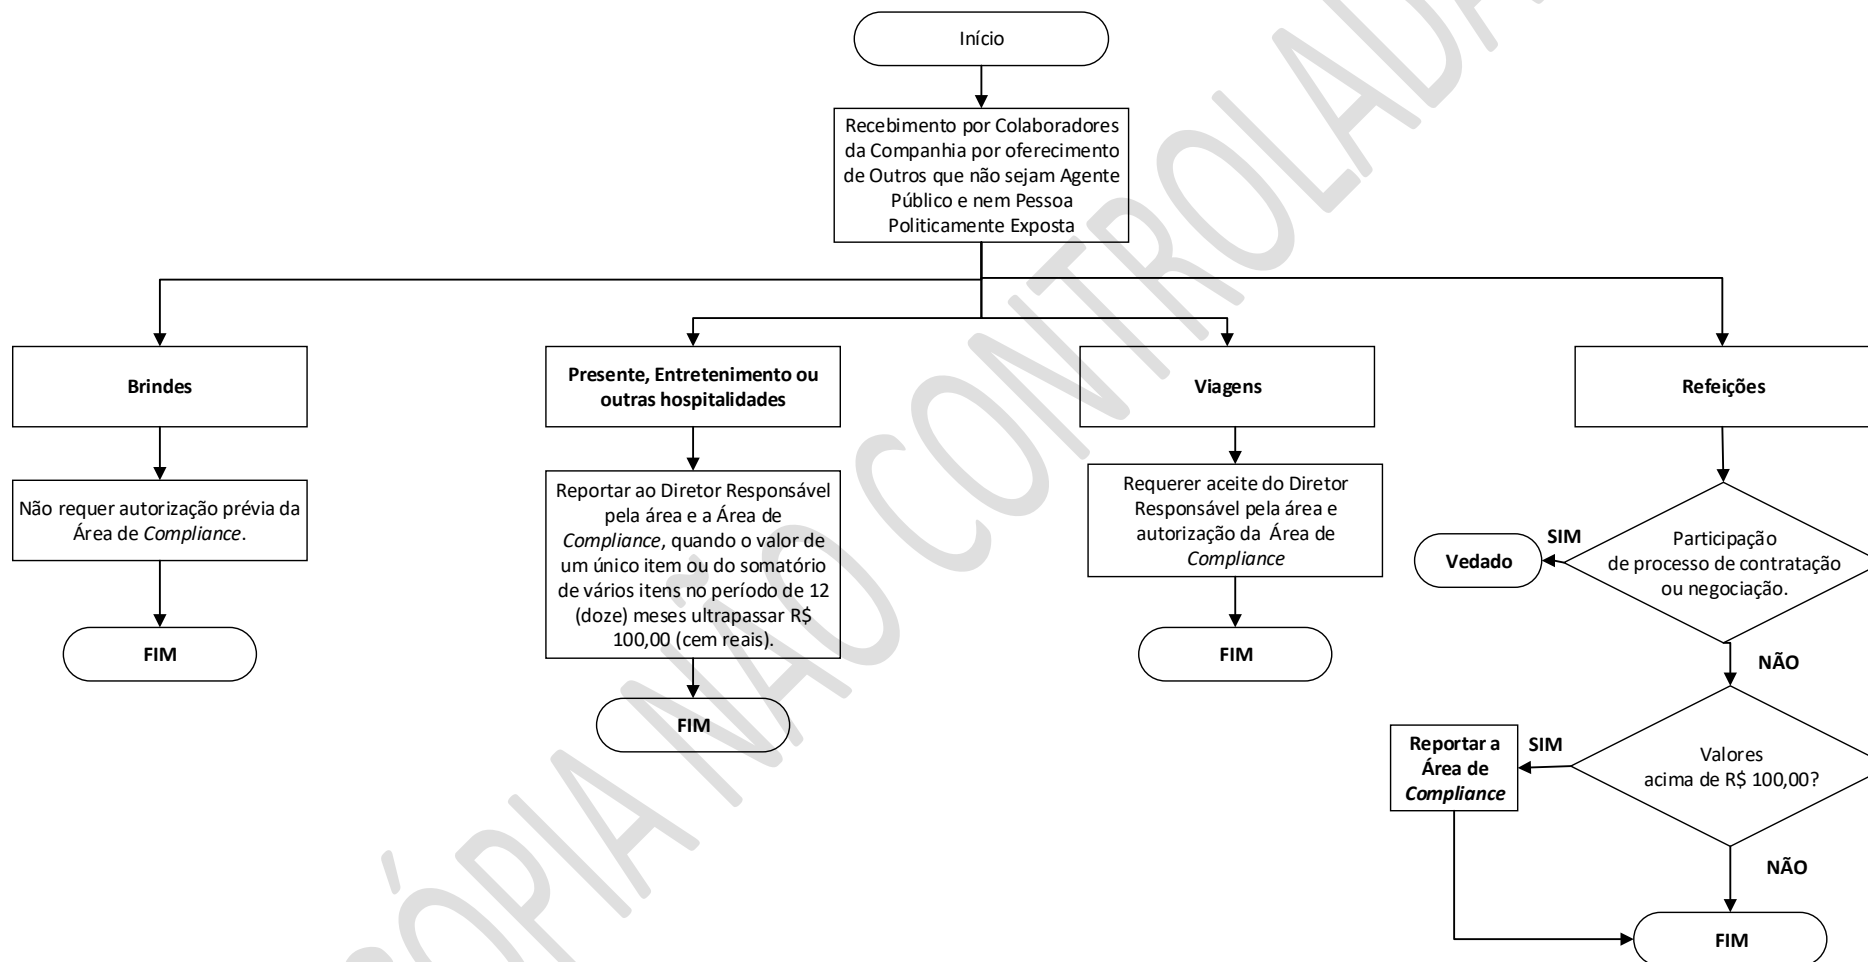 Início
Recebimento por Colaboradores
da Companhia por oferecimento
de Outros que não sejam Agente
Público e nem Pessoa
Politicamente Exposta
Brindes
Presente, Entretenimento ou
outras hospitalidades
Viagens
Refeições
Não requer autorização prévia da
Área de Compliance.
FIM
Reportar ao Diretor Responsável
pela área e a Área de
Compliance, quando o valor de
um único item ou do somatório
de vários itens no período de 12
(doze) meses ultrapassar R$
100,00 (cem reais).
FIM
Requerer aceite do Diretor
Responsável pela área e
autorização da Área de
Compliance
FIM
Participação
de processo de contratação
ou negociação.
SIM
Vedado
NÃO
Valores
acima de R$ 100,00?
SIM
Reportar a
Área de
Compliance
NÃO
FIM
CÓPIA NÃO CONTROLADA